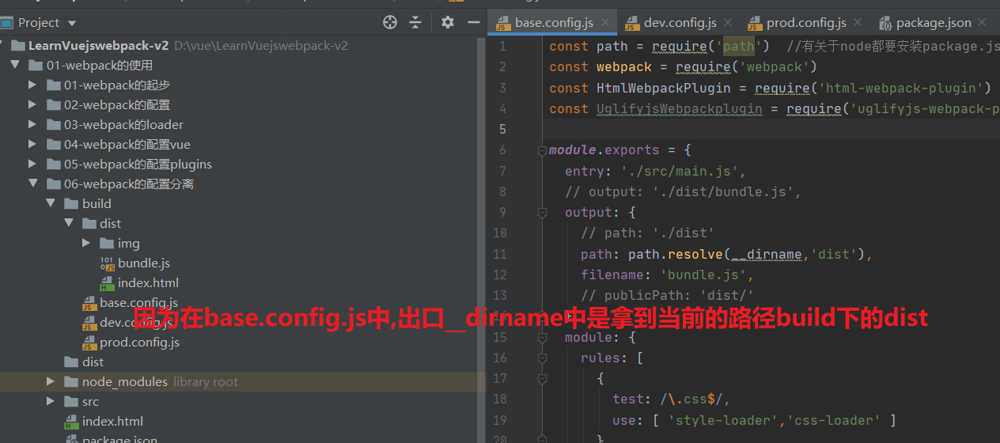 Project
LearnVuejswebpack-v2 D:\vue\LearnVuejswebpack-v2
01-webpack的使用
01-webpack的起步
02-webpack的配置
03-webpack的loader
04-webpack的配置vue
05-webpack的配置plugins
06-webpack的配置分离
build
dist
img
bundle.js
index.html
base.config.js
dev.config.js
prod.config.js
dist
node_modules library root
src
index.html
package.json
base.config.js
dev.config.js
prod.config.js
package.json
1 const path = require('path') //有关于node都要安装package.js
2 const webpack = require('webpack')
3 const HtmlWebpackPlugin = require('html-webpack-plugin')
4 const UglifyjsWebpackplugin = require('uglifyjs-webpack-p
5
6 module.exports = {
7 entry: './src/main.js',
8 // output: './dist/bundle.js',
9 output: {
10 // path: './dist'
11 path: path.resolve(__dirname,'dist'),
12 filename: 'bundle.js',
13 // publicPath: 'dist/'
因为在base.config.js中,出口__dirname中是拿到当前的路径build下的dist
15 module: {
16 rules: [
17 {
18 test: /\.css$/,
19 use: [ 'style-loader','css-loader' ]
20 }